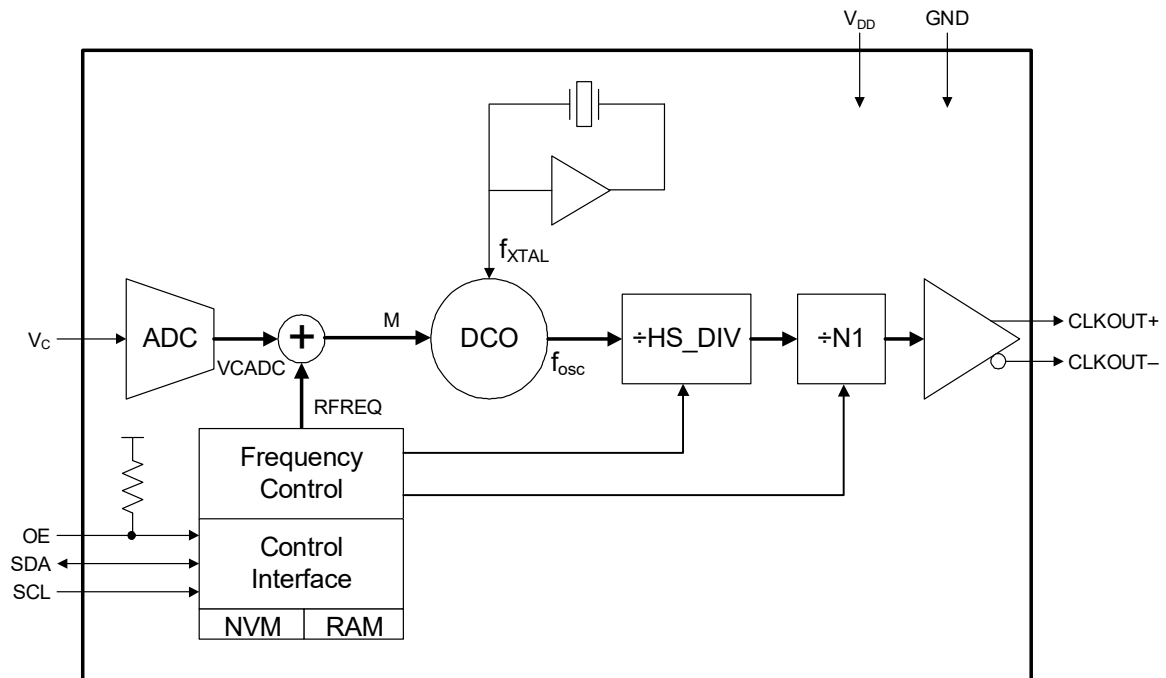 V_DD
GND
f_XTAL
V_C
ADC
VCADC
+
M
DCO
f_osc
÷HS_DIV
÷N1
CLKOUT+
CLKOUT–
RFREQ
Frequency
Control
OE
SDA
SCL
Control
Interface
NVM
RAM